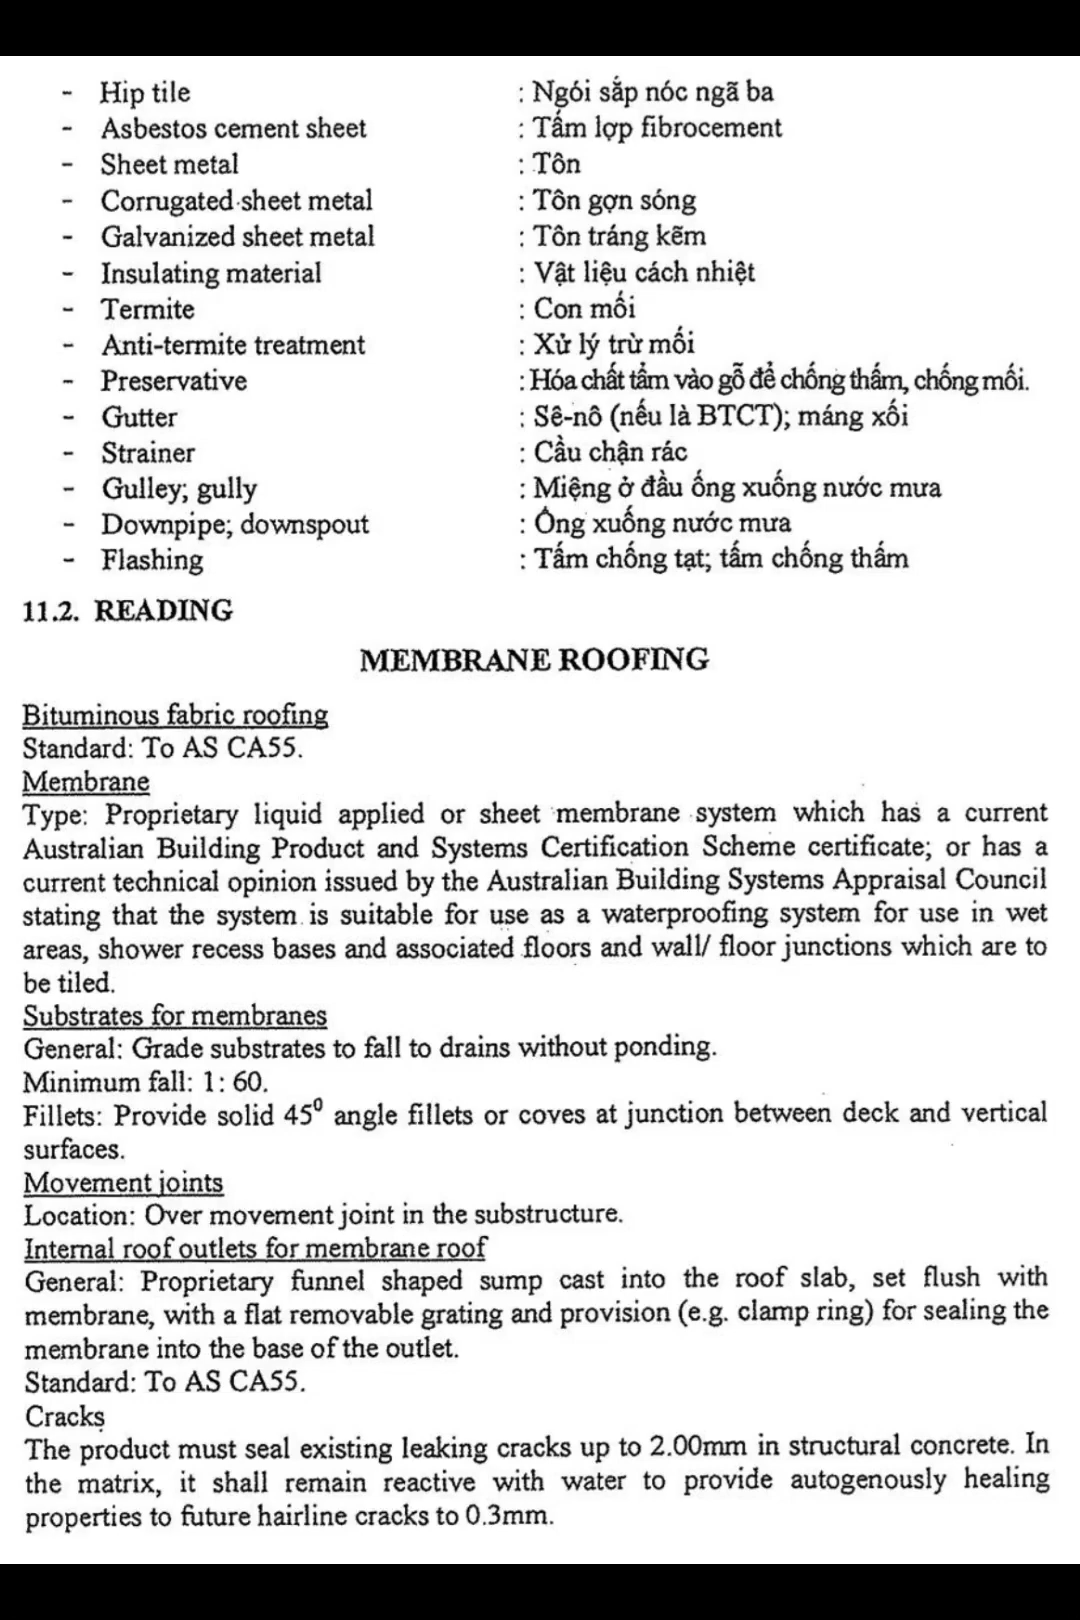 - Hip tile : Ngói sắp nóc ngã ba
- Asbestos cement sheet : Tấm lợp fibrocement
- Sheet metal : Tôn
- Corrugated sheet metal : Tôn gợn sóng
- Galvanized sheet metal : Tôn tráng kẽm
- Insulating material : Vật liệu cách nhiệt
- Termite : Con mối
- Anti-termite treatment : Xử lý trừ mối
- Preservative : Hóa chất tẩm vào gỗ để chống thấm, chống mối.
- Gutter : Sê-nô (nếu là BTCT); máng xối
- Strainer : Cầu chận rác
- Gulley; gully : Miệng ở đầu ống xuống nước mưa
- Downpipe; downspout : Ống xuống nước mưa
- Flashing : Tấm chống tạt; tấm chống thấm
11.2. READING
MEMBRANE ROOFING
Bituminous fabric roofing
Standard: To AS CA55.
Membrane
Type: Proprietary liquid applied or sheet membrane system which has a current
Australian Building Product and Systems Certification Scheme certificate; or has a
current technical opinion issued by the Australian Building Systems Appraisal Council
stating that the system is suitable for use as a waterproofing system for use in wet
areas, shower recess bases and associated floors and wall/ floor junctions which are to
be tiled.
Substrates for membranes
General: Grade substrates to fall to drains without ponding.
Minimum fall: 1: 60.
Fillets: Provide solid 45⁰ angle fillets or coves at junction between deck and vertical
surfaces.
Movement joints
Location: Over movement joint in the substructure.
Internal roof outlets for membrane roof
General: Proprietary funnel shaped sump cast into the roof slab, set flush with
membrane, with a flat removable grating and provision (e.g. clamp ring) for sealing the
membrane into the base of the outlet.
Standard: To AS CA55.
Cracks
The product must seal existing leaking cracks up to 2.00mm in structural concrete. In
the matrix, it shall remain reactive with water to provide autogenously healing
properties to future hairline cracks to 0.3mm.